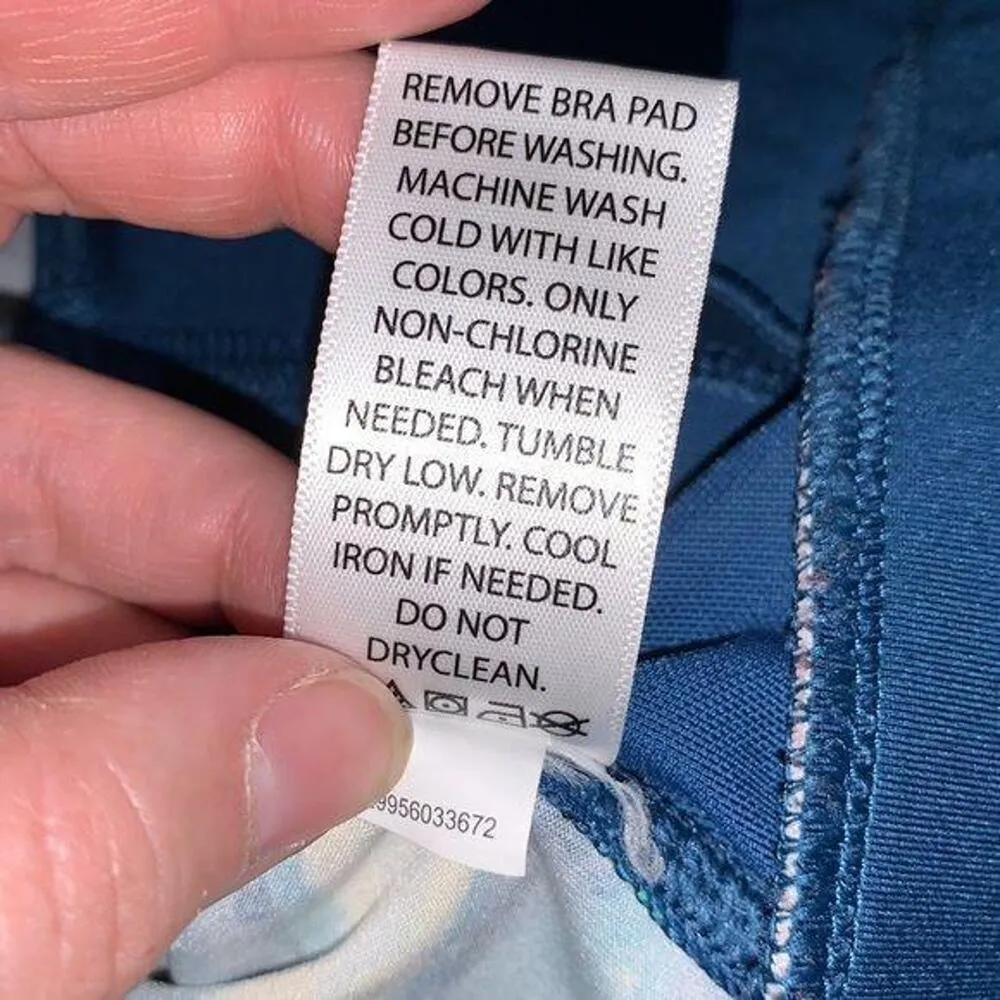 REMOVE BRA PAD
BEFORE WASHING.
MACHINE WASH
COLD WITH LIKE
COLORS. ONLY
NON-CHLORINE
BLEACH WHEN
NEEDED. TUMBLE
DRY LOW. REMOVE
PROMPTLY. COOL
IRON IF NEEDED.
DO NOT
DRYCLEAN.
9956033672